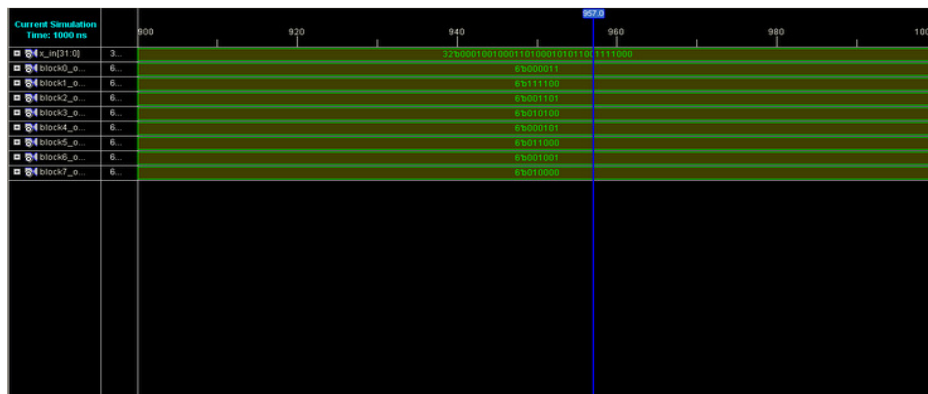 957.0
Current Simulation
Time: 1000 ns
900 920 940 960 980 100
x_in[31:0] 3... 32'b00010010001101000101011001111000
block0_o... 6... 6'b000011
block1_o... 6... 6'b111100
block2_o... 6... 6'b001101
block3_o... 6... 6'b010100
block4_o... 6... 6'b000101
block5_o... 6... 6'b011000
block6_o... 6... 6'b001001
block7_o... 6... 6'b010000